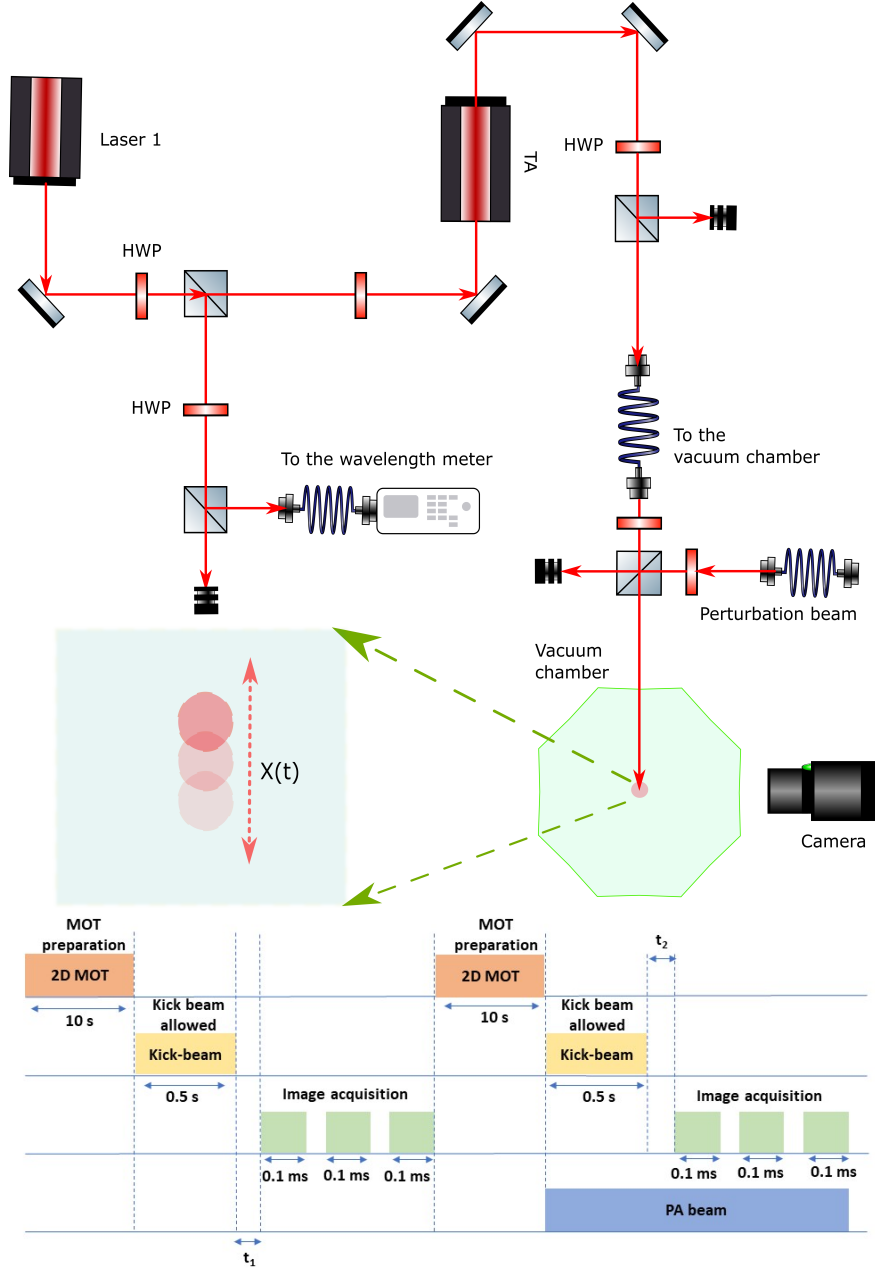 Laser 1
TA
HWP
HWP
HWP
To the wavelength meter
To the
vacuum chamber
Perturbation beam
Vacuum
chamber
X(t)
Camera
MOT
preparation
2D MOT
10 s
Kick beam
allowed
Kick-beam
0.5 s
Image acquisition
0.1 ms
0.1 ms
0.1 ms
t1
MOT
preparation
2D MOT
10 s
Kick beam
allowed
Kick-beam
0.5 s
t2
Image acquisition
0.1 ms
0.1 ms
0.1 ms
PA beam